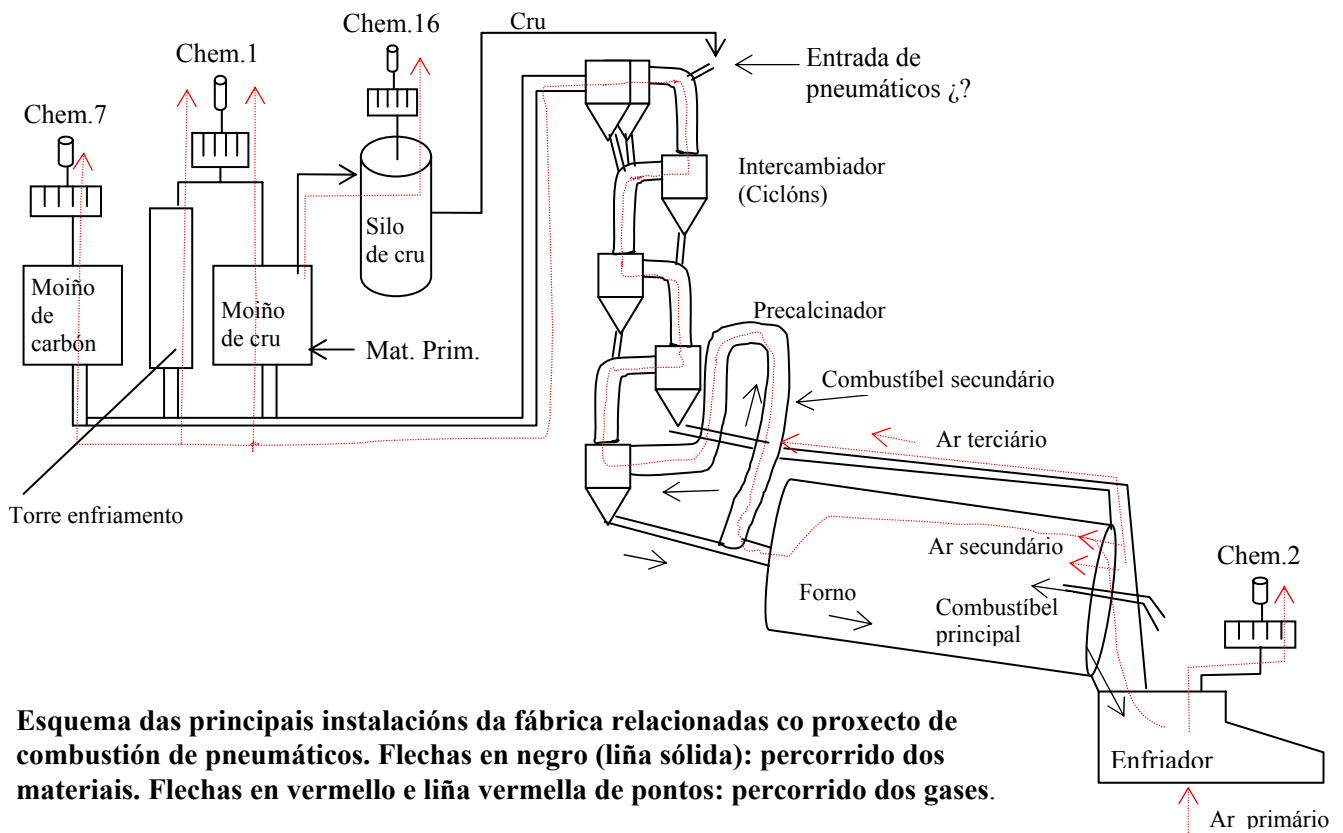 Chem.16
Cru
Chem.1
Chem.7
Entrada de
pneumáticos ¿?
Intercambiador
(Ciclóns)
Silo
de cru
Moiño
de
carbón
Moiño
de cru
Mat. Prim.
Precalcinador
Combustíbel secundário
Ar terciário
Torre enfriamento
Ar secundário
Chem.2
Forno
Combustíbel
principal
Esquema das principais instalacións da fábrica relacionadas co proxecto de
combustión de pneumáticos. Flechas en negro (liña sólida): percorrido dos
materiais. Flechas en vermello e liña vermella de pontos: percorrido dos gases.
Enfriador
Ar primário